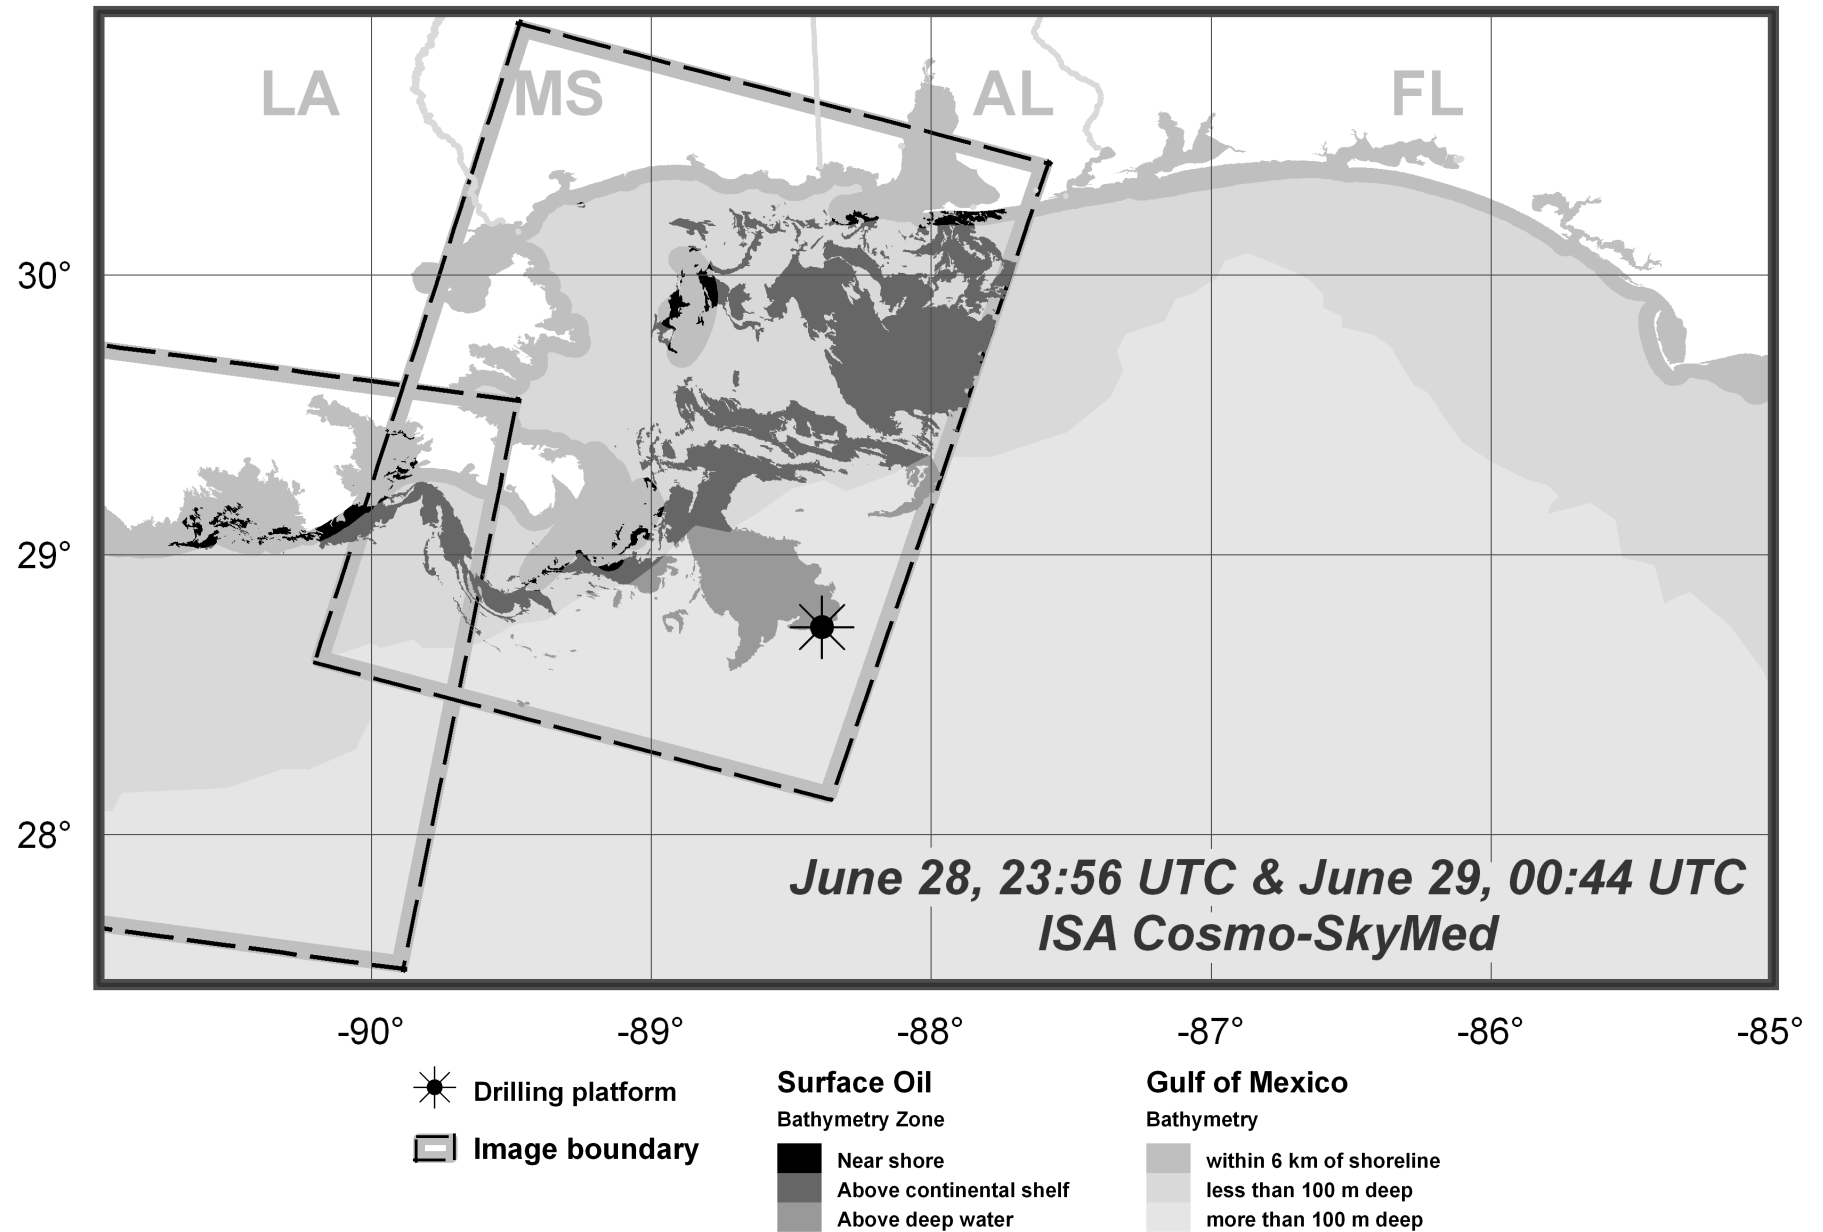 LA MS AL FL
30°
29°
28°
June 28, 23:56 UTC & June 29, 00:44 UTC
ISA Cosmo-SkyMed
-90° -89° -88° -87° -86° -85°
Drilling platform
Image boundary
Surface Oil
Bathymetry Zone
Near shore
Above continental shelf
Above deep water
Gulf of Mexico
Bathymetry
within 6 km of shoreline
less than 100 m deep
more than 100 m deep